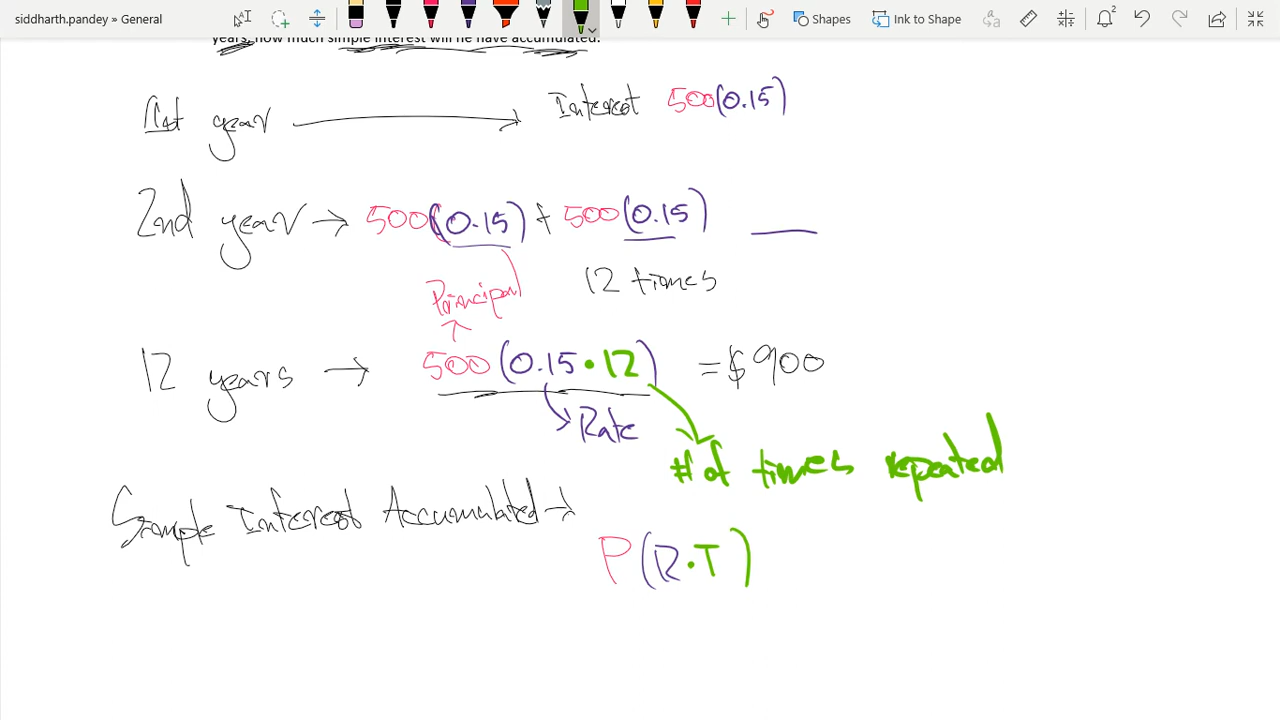 siddharth.pandey » General
Shapes
Ink to Shape
2
years, how much simple interest will he have accumulated.
1st year → Interest 500(0.15)
2nd year → 500(0.15) + 500(0.15)
Principal
12 times
12 years → 500 (0.15 • 12) = $900
Rate
# of times repeated
Simple Interest Accumulated →
P(R•T)